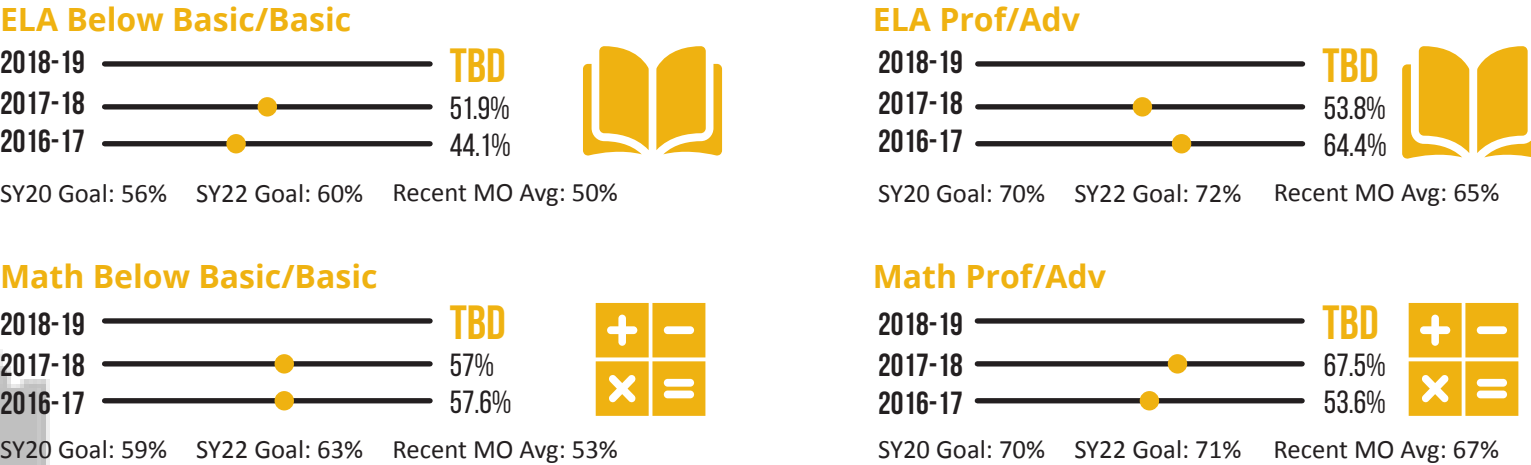 ELA Below Basic/Basic
2018-19 TBD
2017-18 51.9%
2016-17 44.1%
SY20 Goal: 56% SY22 Goal: 60% Recent MO Avg: 50%
ELA Prof/Adv
2018-19 TBD
2017-18 53.8%
2016-17 64.4%
SY20 Goal: 70% SY22 Goal: 72% Recent MO Avg: 65%
Math Below Basic/Basic
2018-19 TBD
2017-18 57%
2016-17 57.6%
SY20 Goal: 59% SY22 Goal: 63% Recent MO Avg: 53%
Math Prof/Adv
2018-19 TBD
2017-18 67.5%
2016-17 53.6%
SY20 Goal: 70% SY22 Goal: 71% Recent MO Avg: 67%